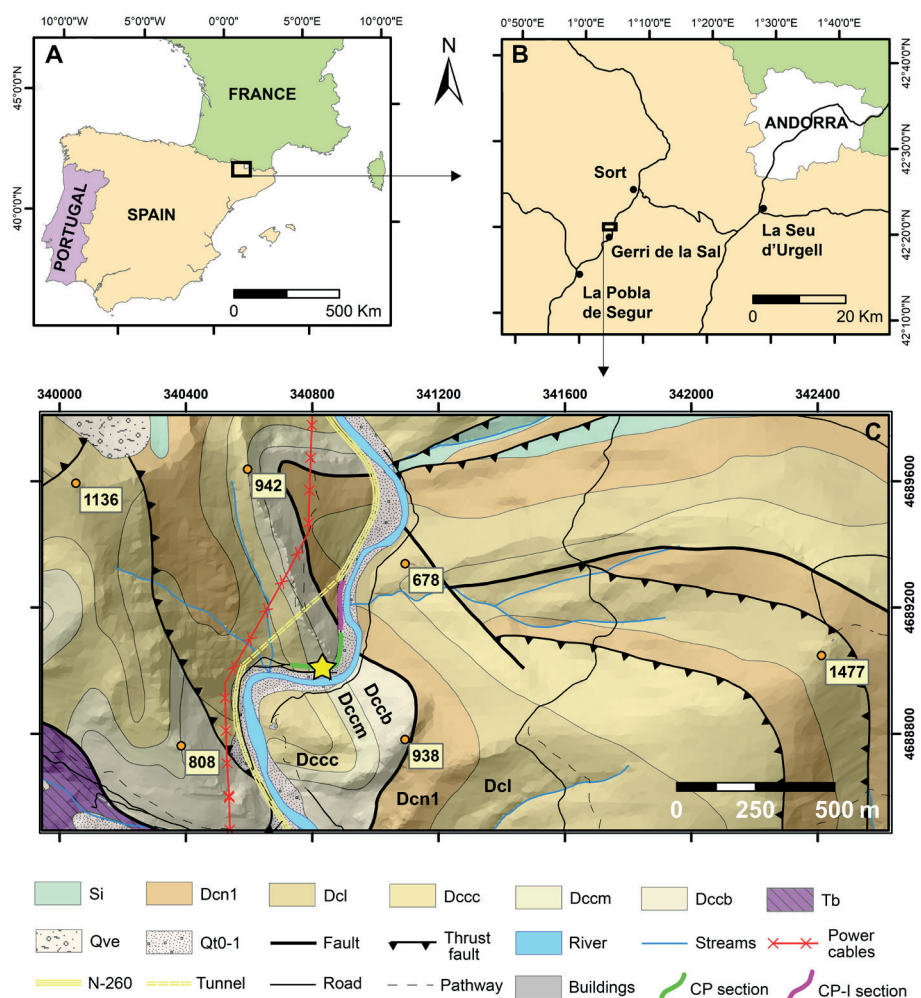 10°0'0"W 5°0'0"W 0°0'0" 5°0'0"E 10°0'0"E
A
N
45°0'0"N
40°0'0"N
FRANCE
PORTUGAL
SPAIN
0 500 Km
0°50'0"E 1°0'0"E 1°10'0"E 1°20'0"E 1°30'0"E 1°40'0"E
B
42°40'0"N
42°30'0"N
42°20'0"N
42°10'0"N
ANDORRA
Sort
Gerri de la Sal
La Seu
d'Urgell
La Pobla
de Segur
0 20 Km
340000 340400 340800 341200 341600 342000 342400
C
4689600
4689200
4688800
1136
942
678
1477
808
938
Dccb
Dccm
Dccc
Dcn1
Dcl
0 250 500 m
Si Dcn1 Dcl Dccc Dccm Dccb Tb
Qve Qt0-1 Fault Thrust fault River Streams Power cables
N-260 Tunnel Road Pathway Buildings CP section CP-I section